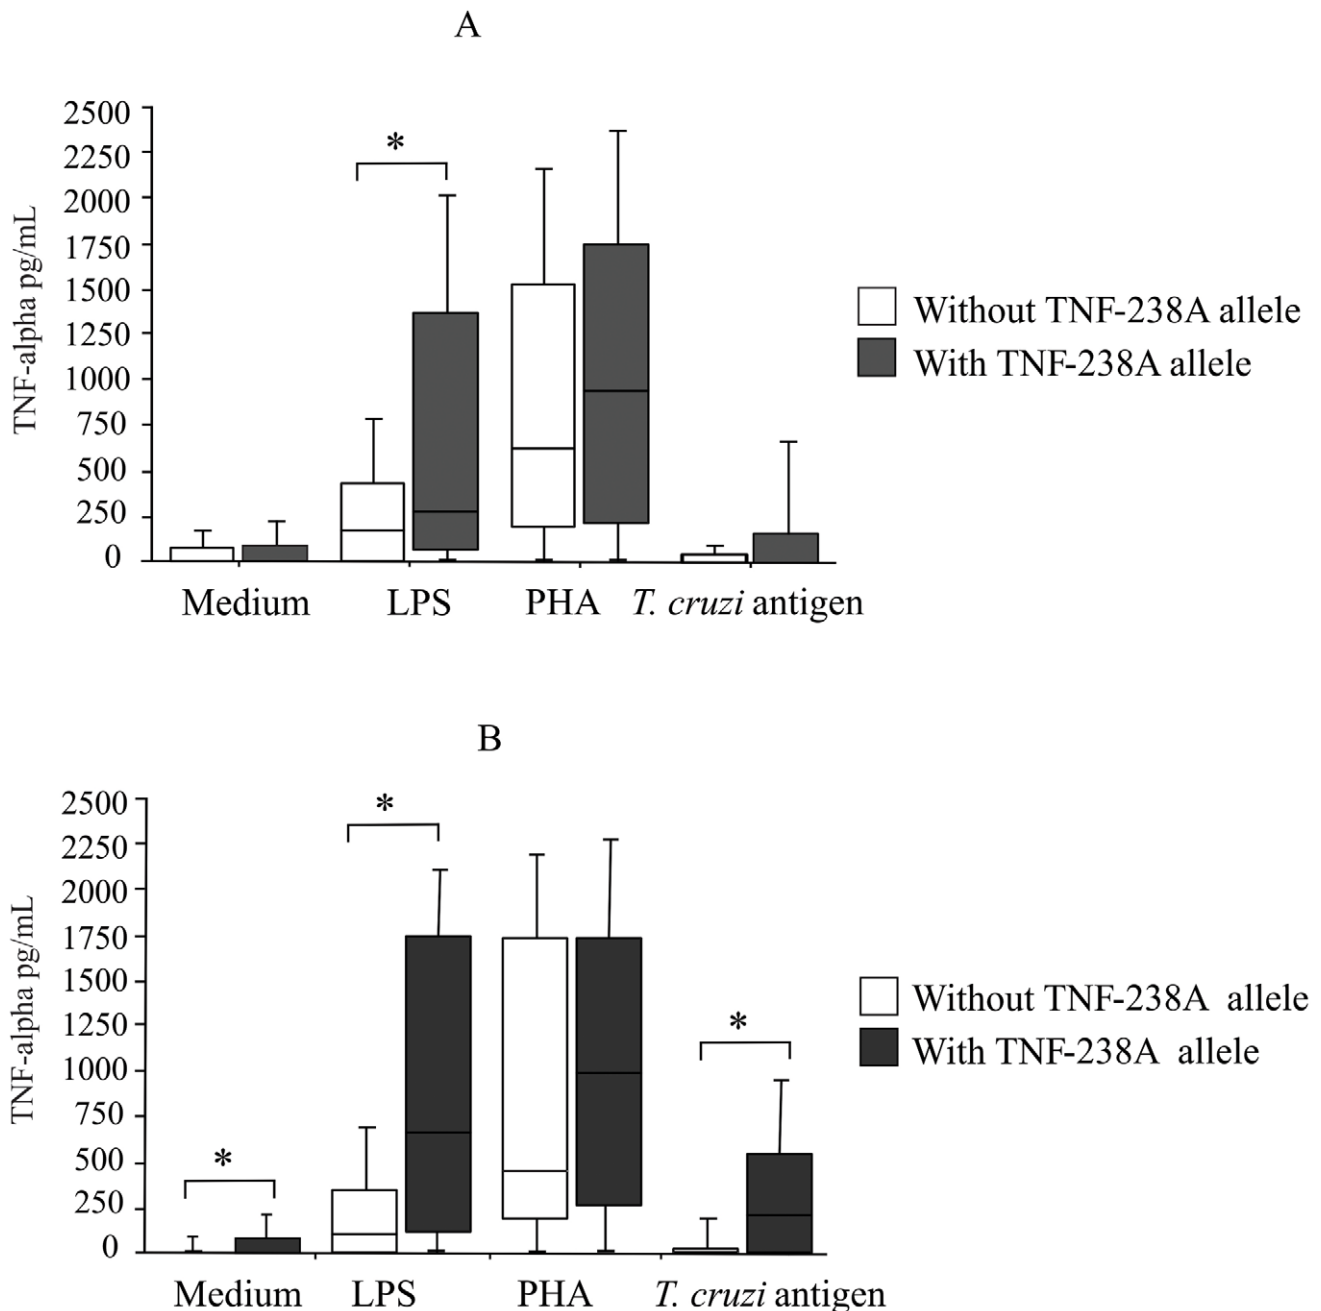 A
TNF-alpha pg/mL
2500
2250
2000
1750
1500
1250
1000
750
500
250
0
*
Medium
LPS
PHA
T. cruzi antigen
Without TNF-238A allele
With TNF-238A allele
B
TNF-alpha pg/mL
2500
2250
2000
1750
1500
1250
1000
750
500
250
0
*
*
*
Medium
LPS
PHA
T. cruzi antigen
Without TNF-238A allele
With TNF-238A allele